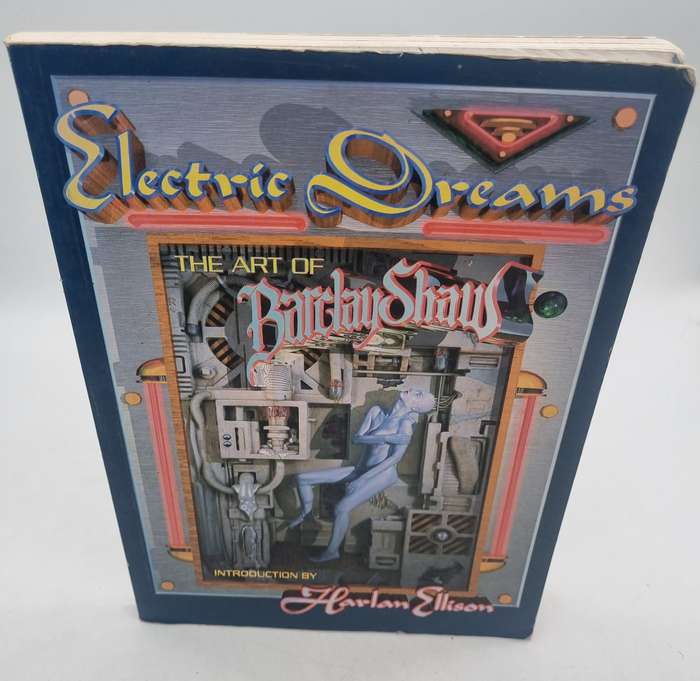 Electric Dreams
THE ART OF
Barclay Shaw
INTRODUCTION BY
Harlan Ellison